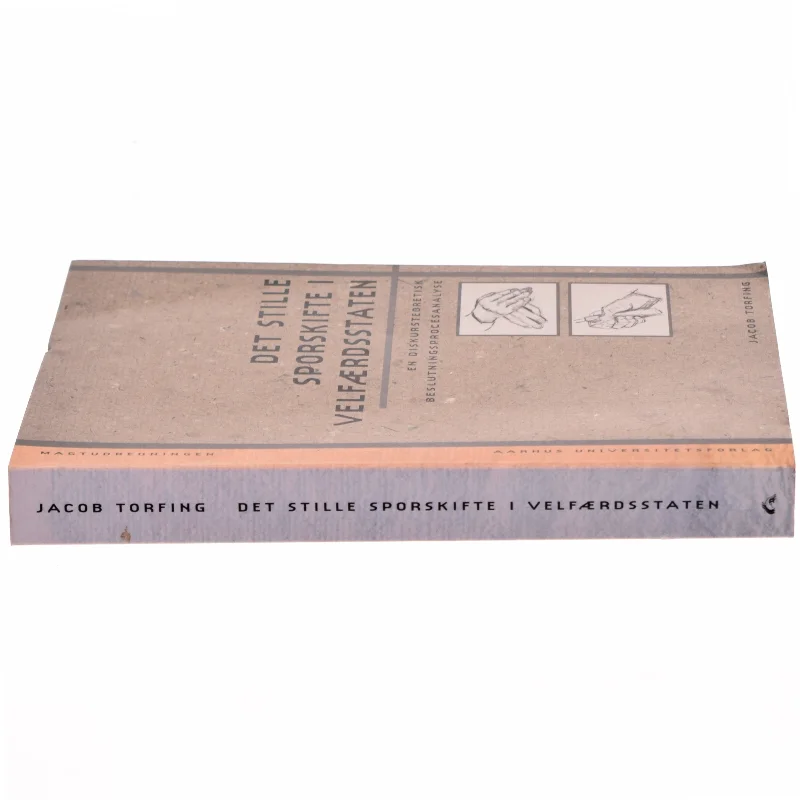 DET STILLE
SPORSKIFTE I
VELFÆRDSSTATEN
EN DISKURSTEORETISK
BESLUTNINGSPROCESANALYSE
JACOB TORFING
MAGTUDREDNINGEN
AARHUS UNIVERSITETSFORLAG
JACOB TORFING DET STILLE SPORSKIFTE I VELFÆRDSSTATEN